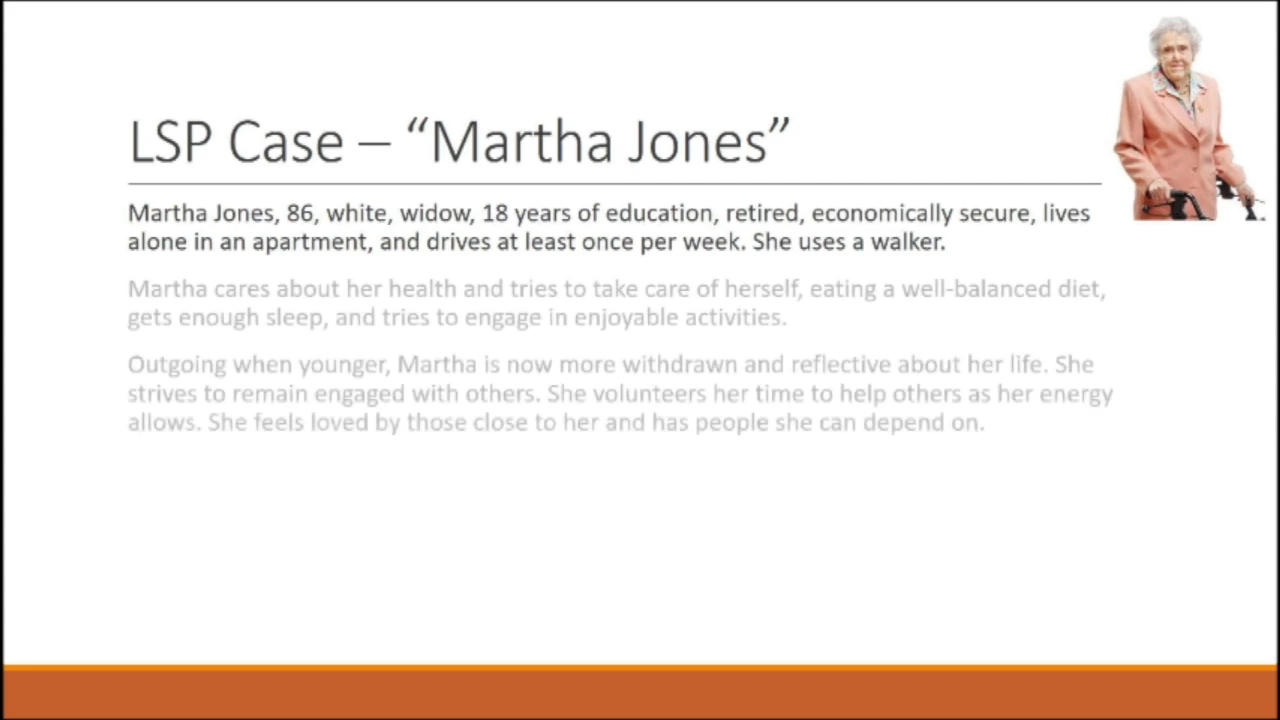 LSP Case – “Martha Jones”
Martha Jones, 86, white, widow, 18 years of education, retired, economically secure, lives
alone in an apartment, and drives at least once per week. She uses a walker.
Martha cares about her health and tries to take care of herself, eating a well-balanced diet,
gets enough sleep, and tries to engage in enjoyable activities.
Outgoing when younger, Martha is now more withdrawn and reflective about her life. She
strives to remain engaged with others. She volunteers her time to help others as her energy
allows. She feels loved by those close to her and has people she can depend on.